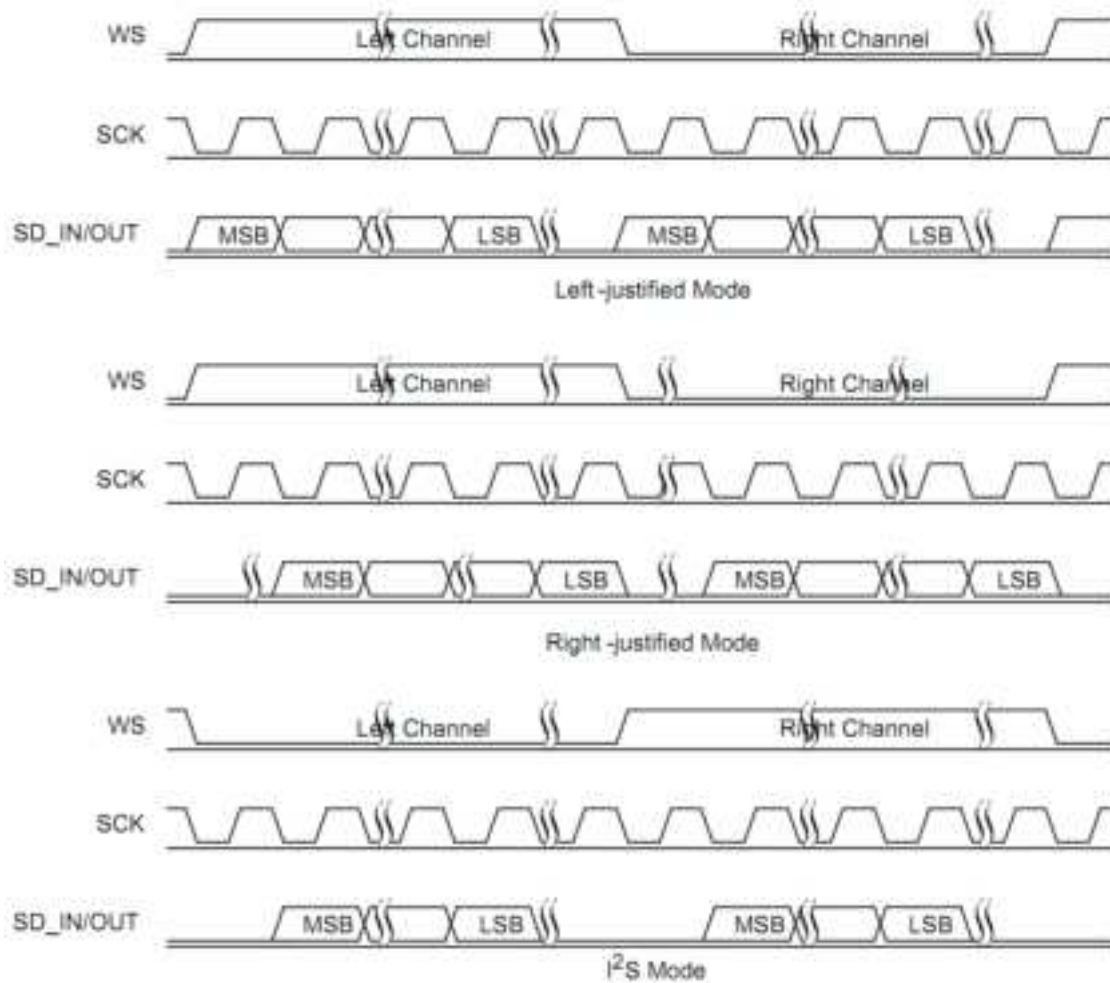 WS Left Channel Right Channel
SCK
SD_IN/OUT MSB LSB MSB LSB
Left-justified Mode
WS Left Channel Right Channel
SCK
SD_IN/OUT MSB LSB MSB LSB
Right-justified Mode
WS Left Channel Right Channel
SCK
SD_IN/OUT MSB LSB MSB LSB
I²S Mode